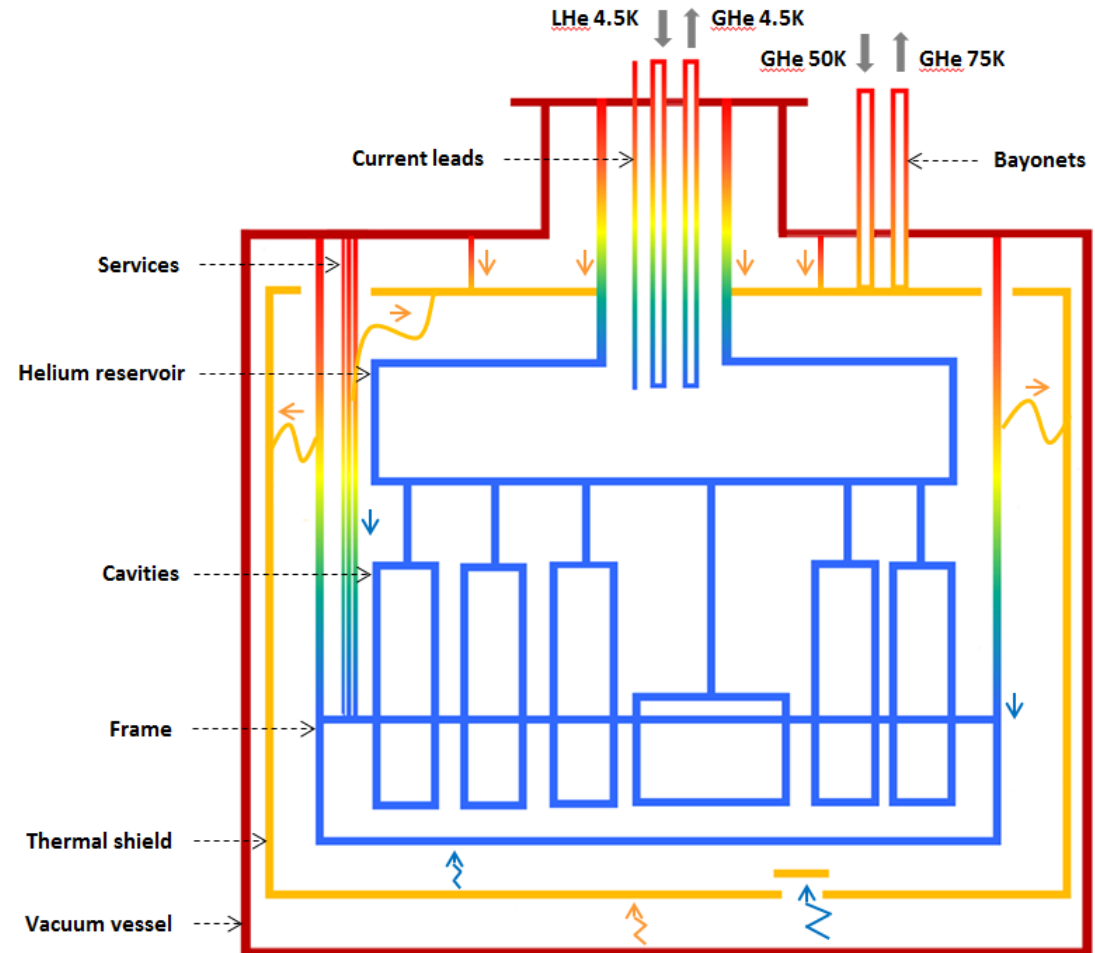 LHe 4.5K
GHe 4.5K
GHe 50K
GHe 75K
Current leads
Bayonets
Services
Helium reservoir
Cavities
Frame
Thermal shield
Vacuum vessel